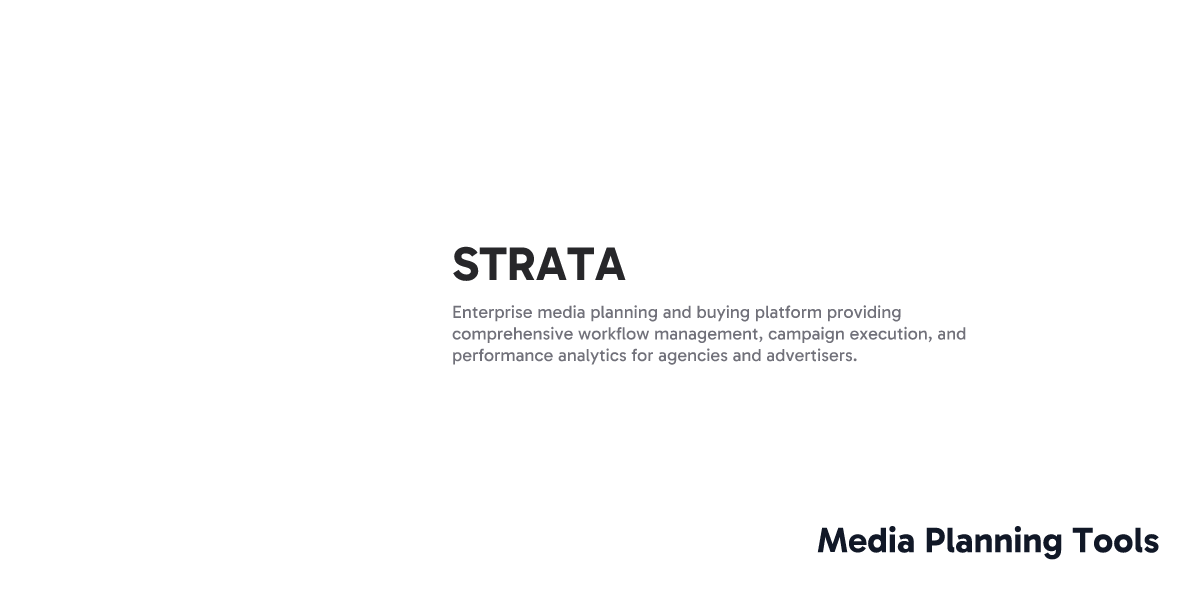 STRATA
Enterprise media planning and buying platform providing
comprehensive workflow management, campaign execution, and
performance analytics for agencies and advertisers.
Media Planning Tools